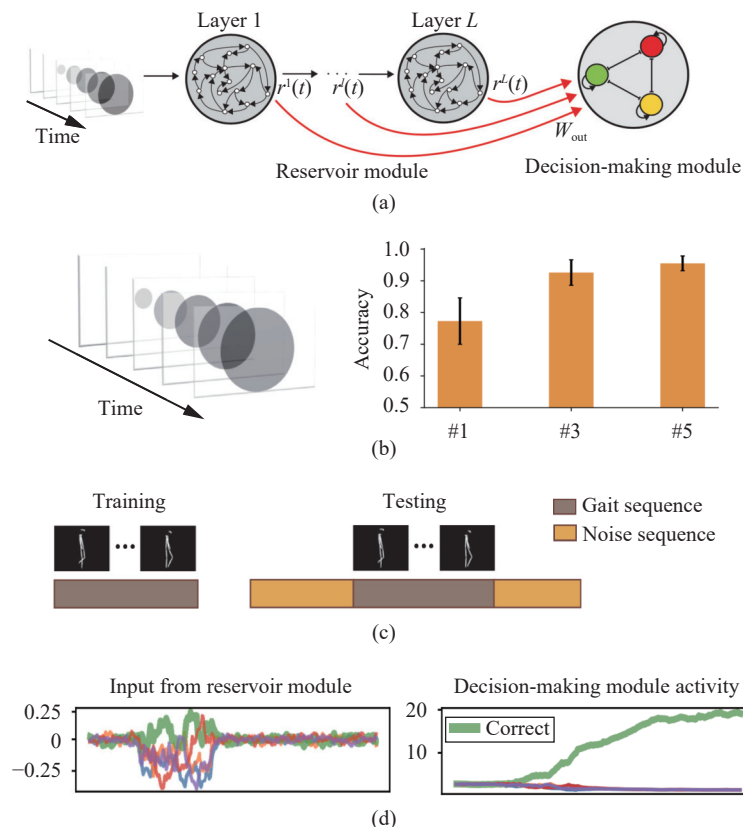 Layer 1
Layer L
r¹(t)
· · ·
rˡ(t)
rᴸ(t)
Time
W_out
Reservoir module
Decision-making module
(a)
Time
Accuracy
1.0
0.9
0.8
0.7
0.6
0.5
#1
#3
#5
(b)
Training
Testing
Gait sequence
Noise sequence
(c)
Input from reservoir module
0.25
0
−0.25
Decision-making module activity
20
10
Correct
(d)